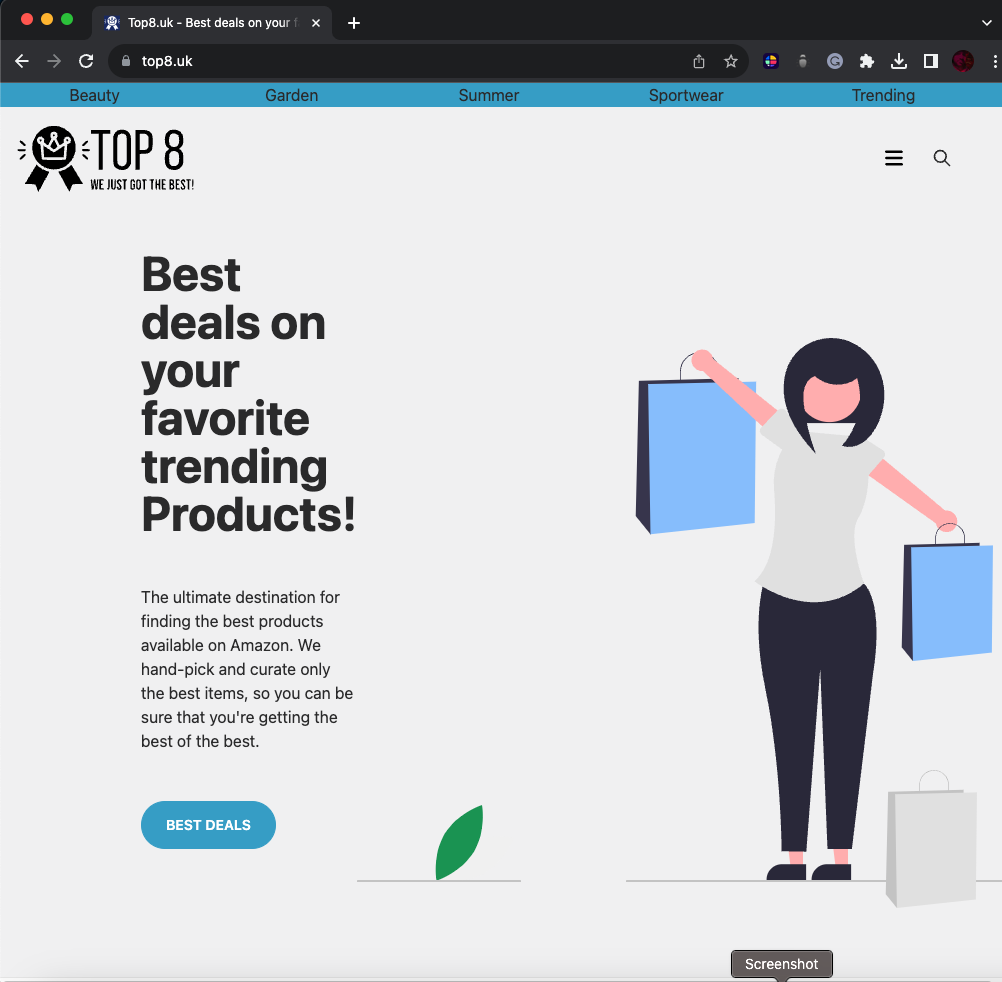 Top8.uk - Best deals on your f
top8.uk
Beauty Garden Summer Sportwear Trending
TOP 8
WE JUST GOT THE BEST!
Best
deals on
your
favorite
trending
Products!
The ultimate destination for
finding the best products
available on Amazon. We
hand-pick and curate only
the best items, so you can be
sure that you're getting the
best of the best.
BEST DEALS
Screenshot